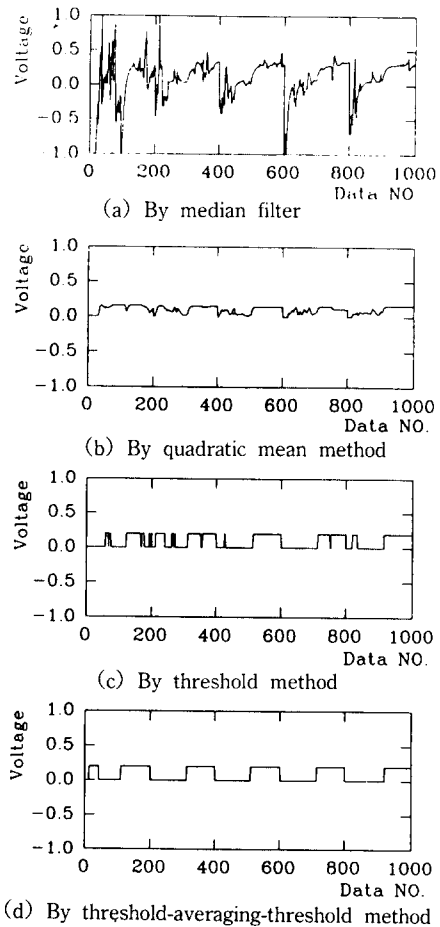 1.0
0.5
0.0
-0.5
1.0
Voltage
0 200 400 600 800 1000
Data NO.
(a) By median filter
1.0
0.5
0.0
-0.5
-1.0
Voltage
0 200 400 600 800 1000
Data NO.
(b) By quadratic mean method
1.0
0.5
0.0
-0.5
-1.0
Voltage
0 200 400 600 800 1000
Data NO.
(c) By threshold method
1.0
0.5
0.0
-0.5
-1.0
Voltage
0 200 400 600 800 1000
Data NO.
(d) By threshold-averaging-threshold method